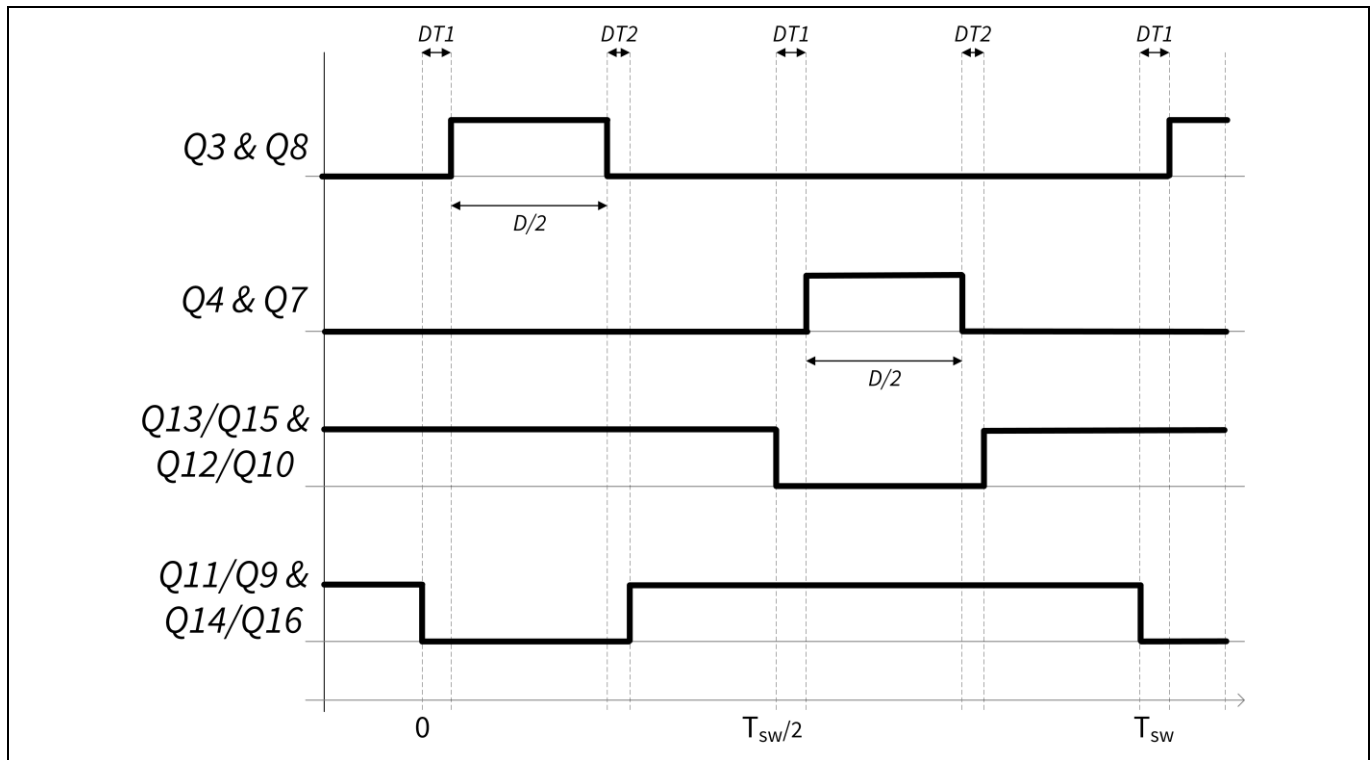 DT1 DT2 DT1 DT2 DT1
Q3 & Q8
D/2
Q4 & Q7
D/2
Q13/Q15 &
Q12/Q10
Q11/Q9 &
Q14/Q16
0 Tsw/2 Tsw